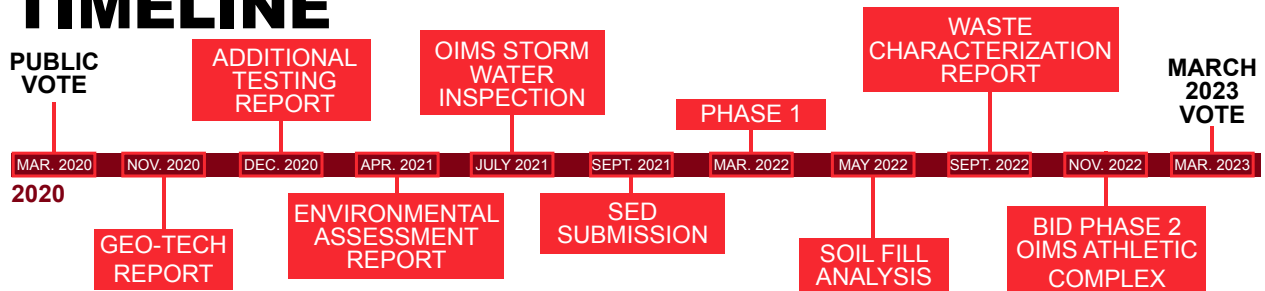 TIMELINE
PUBLIC
VOTE
ADDITIONAL
TESTING
REPORT
OIMS STORM
WATER
INSPECTION
PHASE 1
WASTE
CHARACTERIZATION
REPORT
MARCH
2023
VOTE
MAR. 2020
NOV. 2020
DEC. 2020
APR. 2021
JULY 2021
SEPT. 2021
MAR. 2022
MAY 2022
SEPT. 2022
NOV. 2022
MAR. 2023
2020
GEO-TECH
REPORT
ENVIRONMENTAL
ASSESSMENT
REPORT
SED
SUBMISSION
SOIL FILL
ANALYSIS
BID PHASE 2
OIMS ATHLETIC
COMPLEX